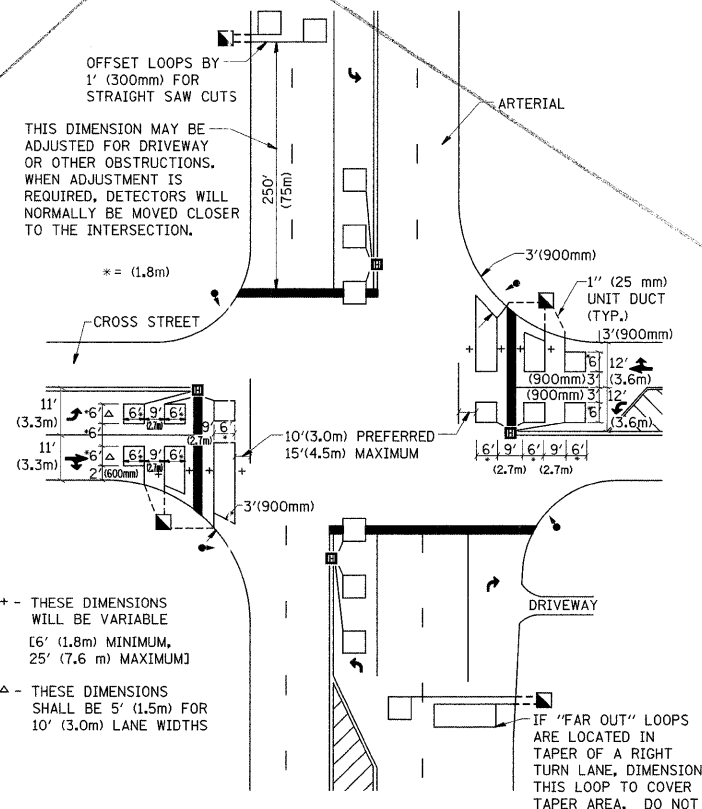 OFFSET LOOPS BY
1' (300mm) FOR
STRAIGHT SAW CUTS
ARTERIAL
THIS DIMENSION MAY BE
ADJUSTED FOR DRIVEWAY
OR OTHER OBSTRUCTIONS.
WHEN ADJUSTMENT IS
REQUIRED, DETECTORS WILL
NORMALLY BE MOVED CLOSER
TO THE INTERSECTION.
250'
(75m)
* = (1.8m)
3'(900mm)
1" (25 mm)
UNIT DUCT
(TYP.)
CROSS STREET
3'(900mm)
*6'
12'
(3.6m)
(900mm)3'
(900mm)3'
12'
(3.6m)
*6'
11'
(3.3m)
*6' △ 6' 9' 6'
(2.7m)
*6'
(2.7m)
9' 6'
*
11'
(3.3m)
*6' △ 6' 9' 6'
(2.7m)
2' (600mm)
10'(3.0m) PREFERRED
15'(4.5m) MAXIMUM
6' 9' 6' 9' 6'
* (2.7m) * (2.7m) *
3'(900mm)
+ - THESE DIMENSIONS
WILL BE VARIABLE
[6' (1.8m) MINIMUM,
25' (7.6 m) MAXIMUM]
DRIVEWAY
△ - THESE DIMENSIONS
SHALL BE 5' (1.5m) FOR
10' (3.0m) LANE WIDTHS
IF "FAR OUT" LOOPS
ARE LOCATED IN
TAPER OF A RIGHT
TURN LANE, DIMENSION
THIS LOOP TO COVER
TAPER AREA. DO NOT